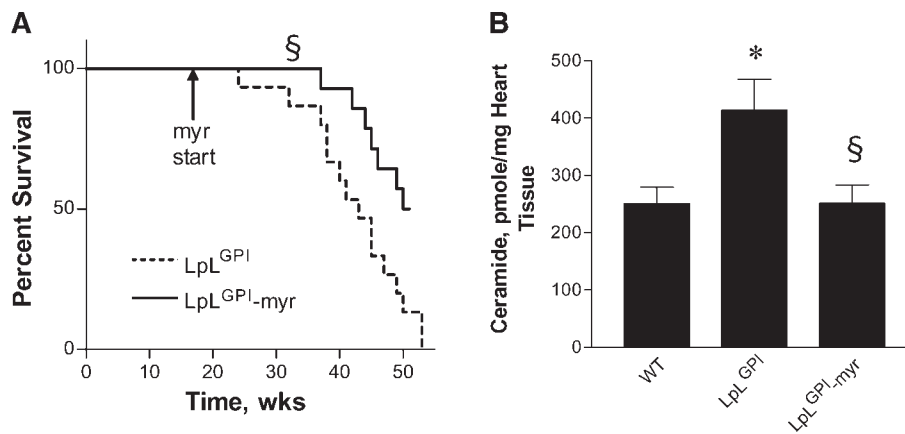 A
§
100
50
0
Percent Survival
myr
start
LpL^GPI
LpL^GPI-myr
0 10 20 30 40 50
Time, wks
B
Ceramide, pmole/mg Heart
Tissue
500
400
300
200
100
0
*
§
WT
LpL^GPI
LpL^GPI-myr